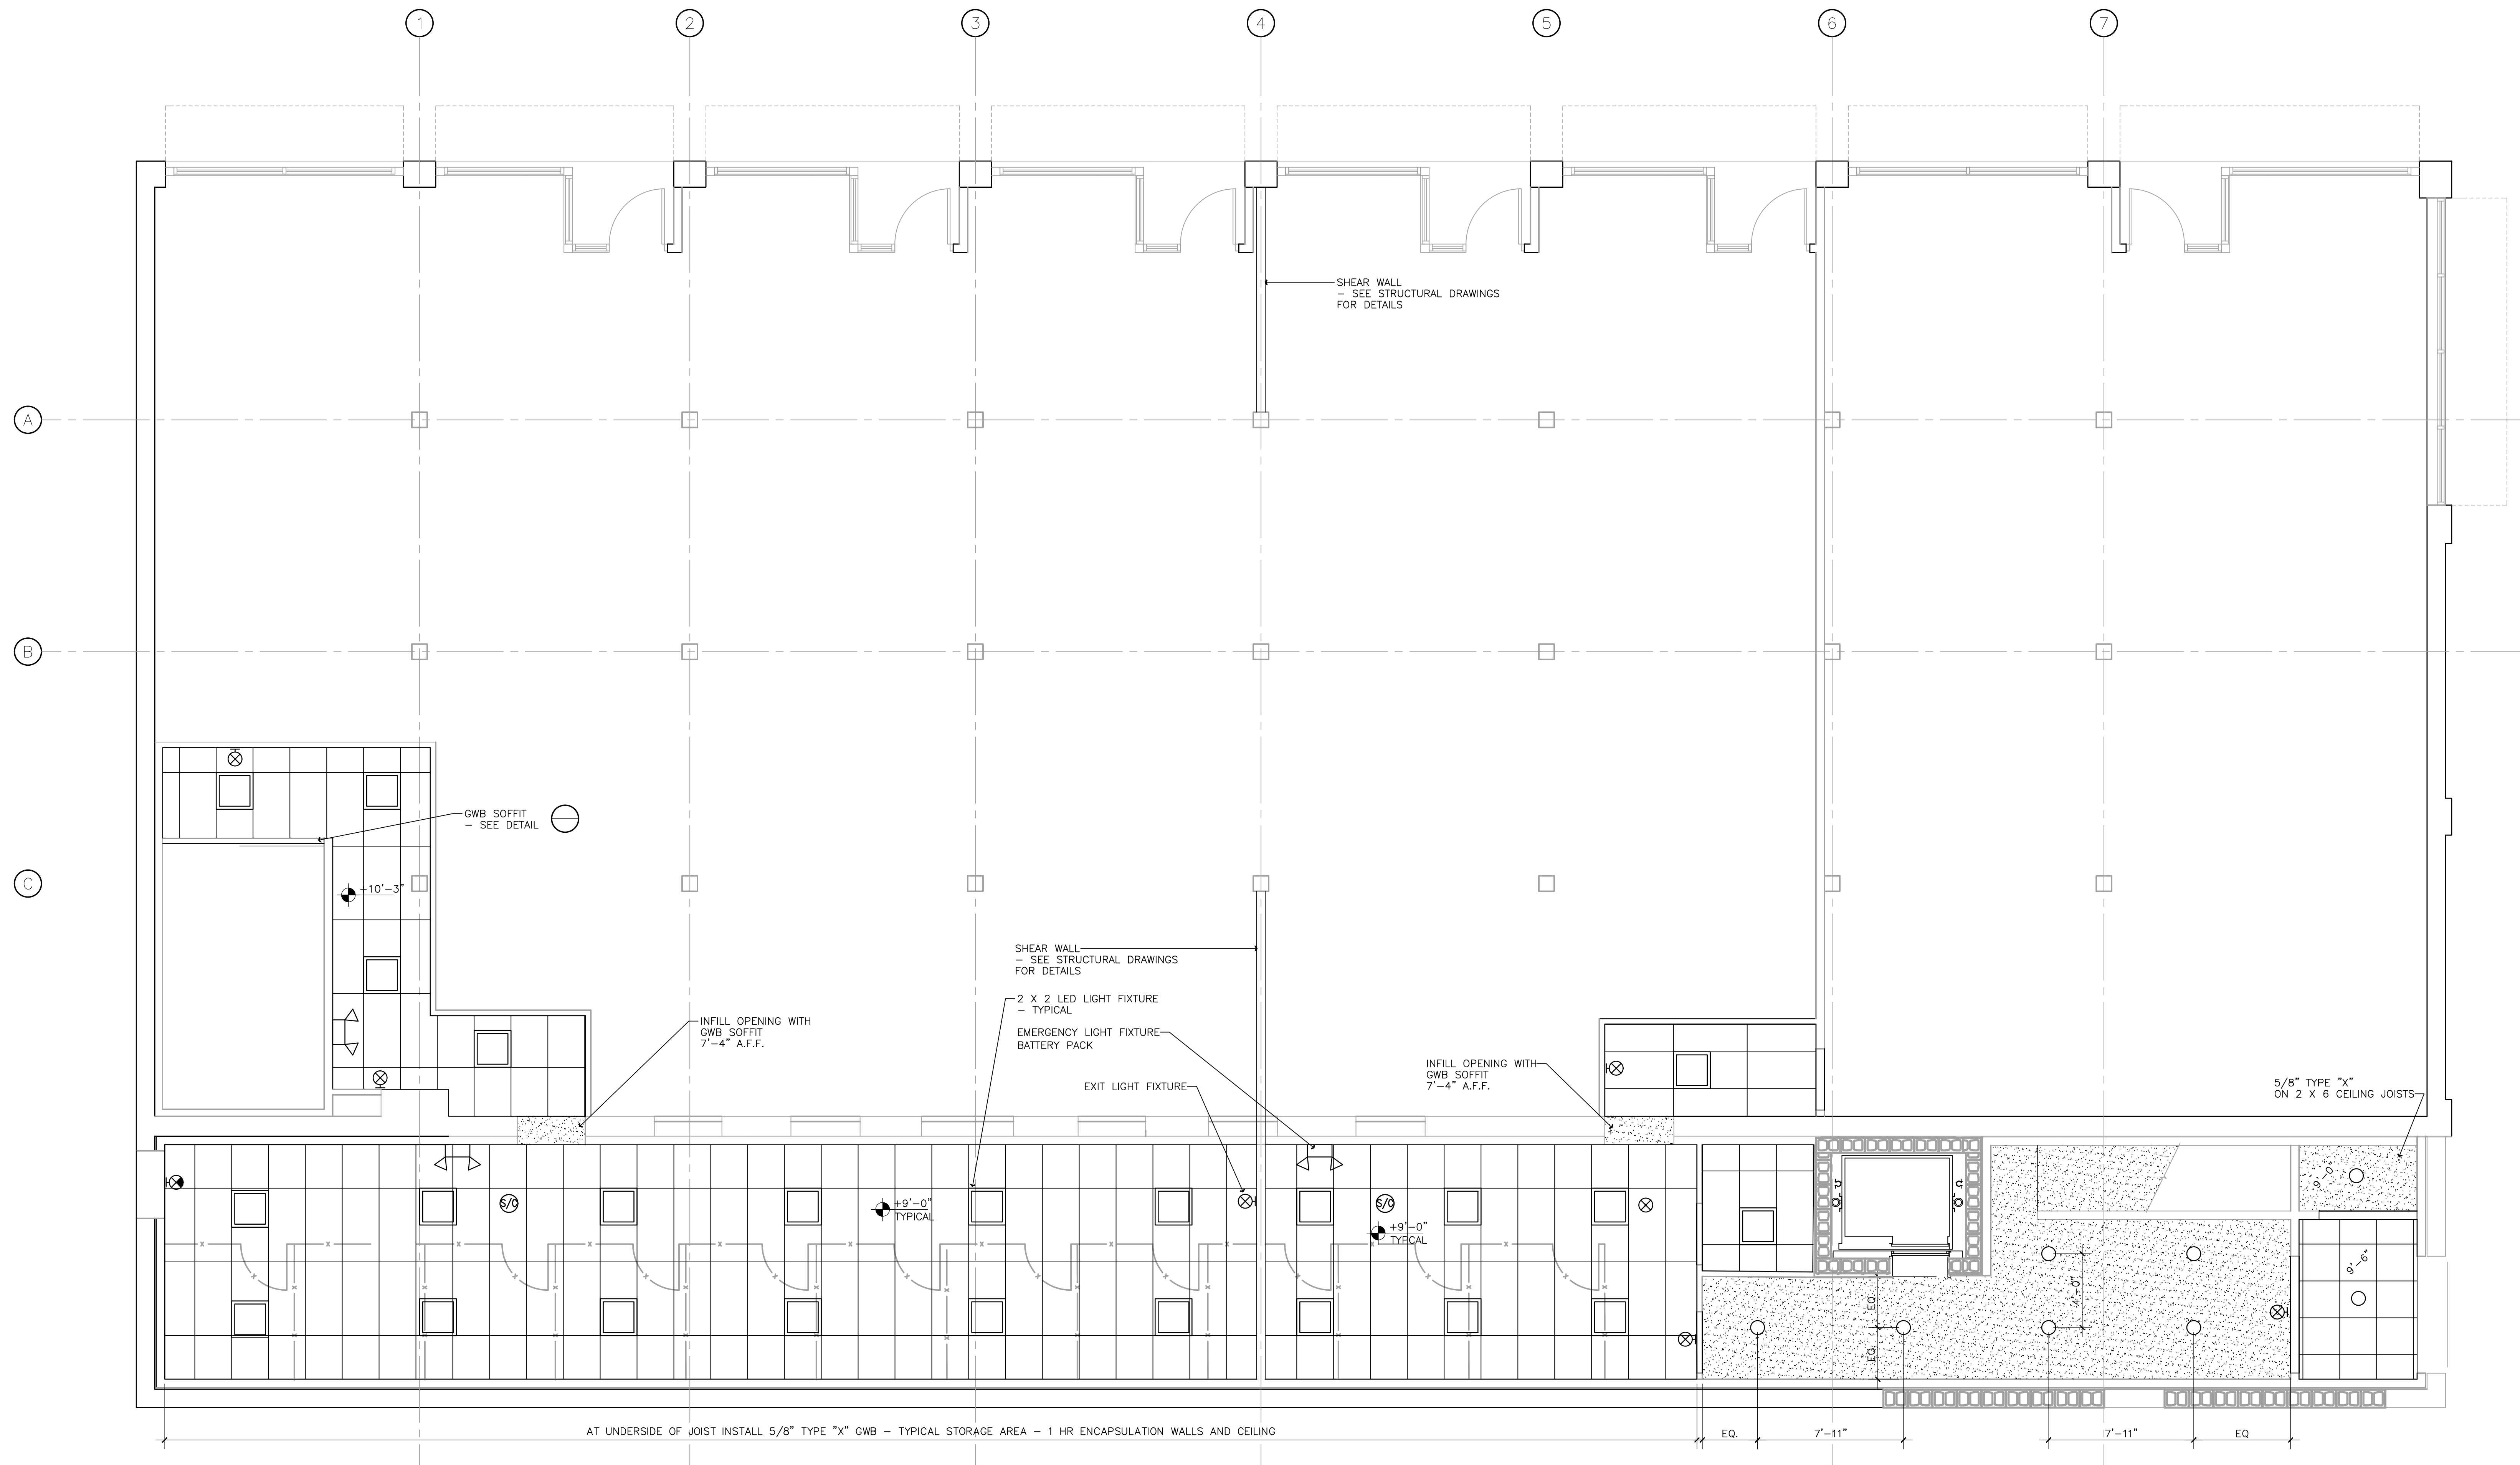 1
2
3
4
5
6
7
SHEAR WALL
– SEE STRUCTURAL DRAWINGS
FOR DETAILS
A
B
GWB SOFFIT
– SEE DETAIL
C
-10'-3"
SHEAR WALL
– SEE STRUCTURAL DRAWINGS
FOR DETAILS
2 X 2 LED LIGHT FIXTURE
– TYPICAL
INFILL OPENING WITH
GWB SOFFIT
7'-4" A.F.F.
EMERGENCY LIGHT FIXTURE
BATTERY PACK
INFILL OPENING WITH
GWB SOFFIT
7'-4" A.F.F.
EXIT LIGHT FIXTURE
5/8" TYPE "X"
ON 2 X 6 CEILING JOISTS
S/C
+9'-0"
TYPICAL
S/C
+9'-0"
TYPCAL
9'-0"
9'-6"
4'-0"
EQ.
EQ.
AT UNDERSIDE OF JOIST INSTALL 5/8" TYPE "X" GWB – TYPICAL STORAGE AREA – 1 HR ENCAPSULATION WALLS AND CEILING
EQ.
7'-11"
7'-11"
EQ